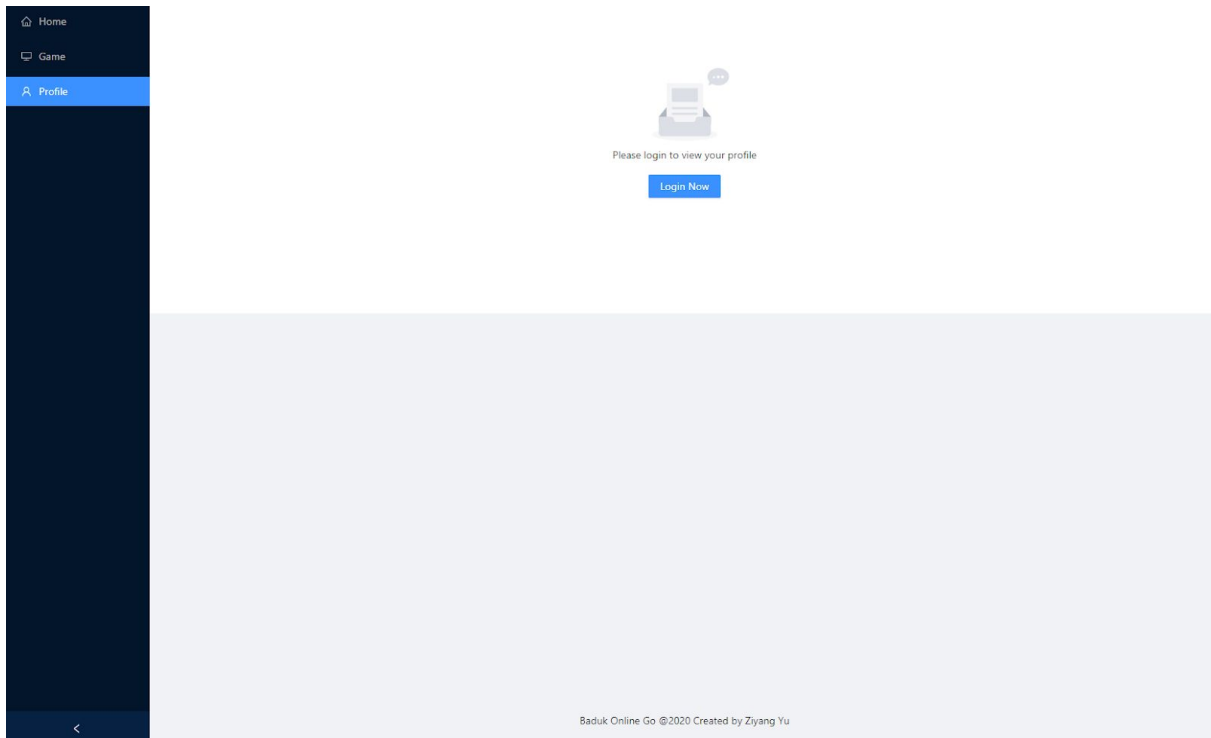 Home
Game
Profile
Please login to view your profile
Login Now
Baduk Online Go @2020 Created by Ziyang Yu